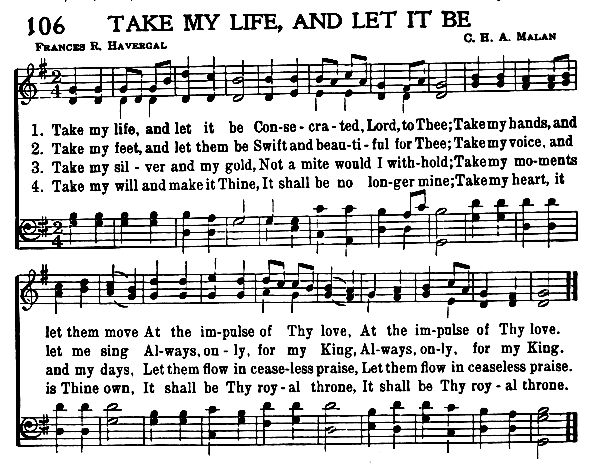 106 TAKE MY LIFE, AND LET IT BE
FRANCES R. HAVERGAL C. H. A. MALAN
1. Take my life, and let it be Con-se-cra-ted, Lord, to Thee; Take my hands, and
2. Take my feet, and let them be Swift and beau-ti-ful for Thee; Take my voice, and
3. Take my sil-ver and my gold, Not a mite would I with-hold; Take my mo-ments
4. Take my will and make it Thine, It shall be no lon-ger mine; Take my heart, it
let them move At the im-pulse of Thy love, At the im-pulse of Thy love.
let me sing Al-ways, on-ly, for my King, Al-ways, on-ly, for my King.
and my days, Let them flow in cease-less praise, Let them flow in ceaseless praise.
is Thine own, It shall be Thy roy-al throne, It shall be Thy roy-al throne.